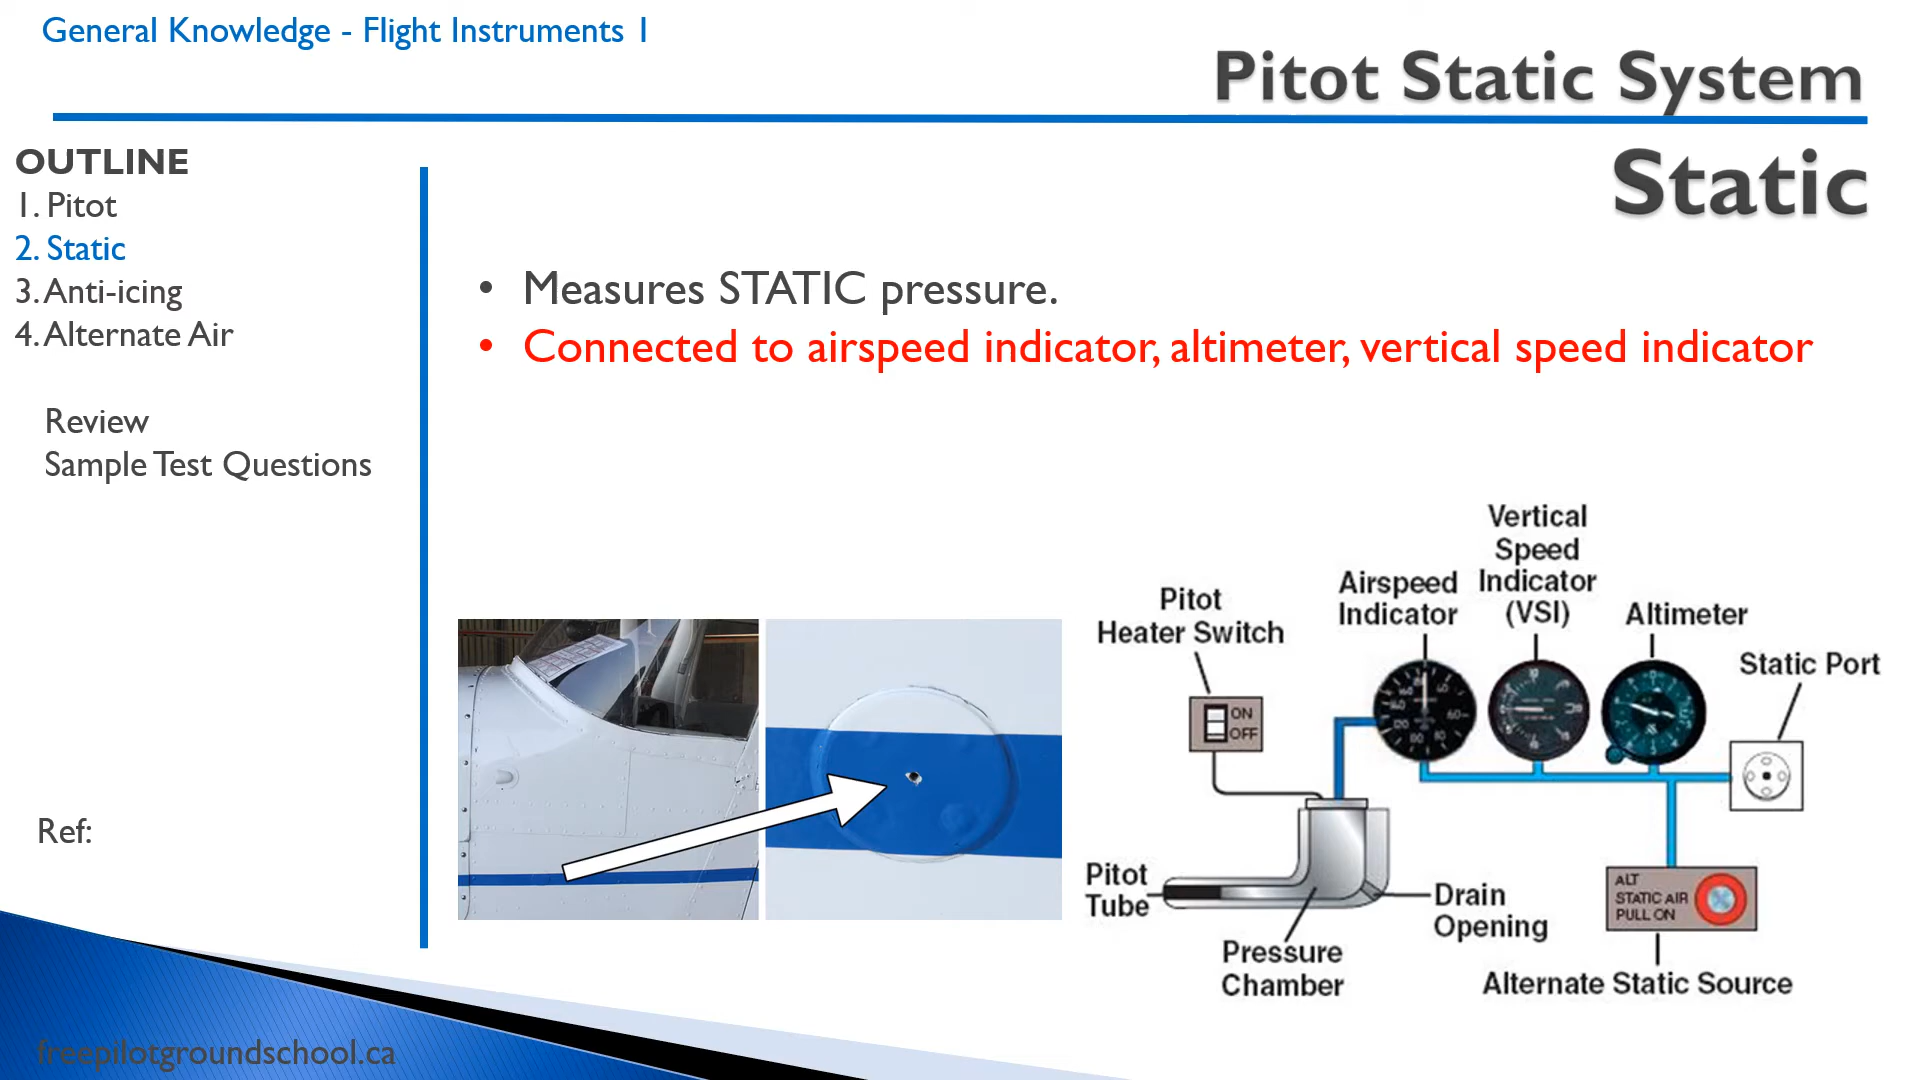 General Knowledge - Flight Instruments 1
Pitot Static System
Static
OUTLINE
1. Pitot
2. Static
3. Anti-icing
4. Alternate Air
Review
Sample Test Questions
Ref:
freepilotgroundschool.ca
• Measures STATIC pressure.
• Connected to airspeed indicator, altimeter, vertical speed indicator
Pitot
Heater Switch
ON
OFF
Airspeed
Indicator
Vertical
Speed
Indicator
(VSI)
Altimeter
Static Port
Pitot
Tube
Pressure
Chamber
Drain
Opening
ALT
STATIC AIR
PULL ON
Alternate Static Source